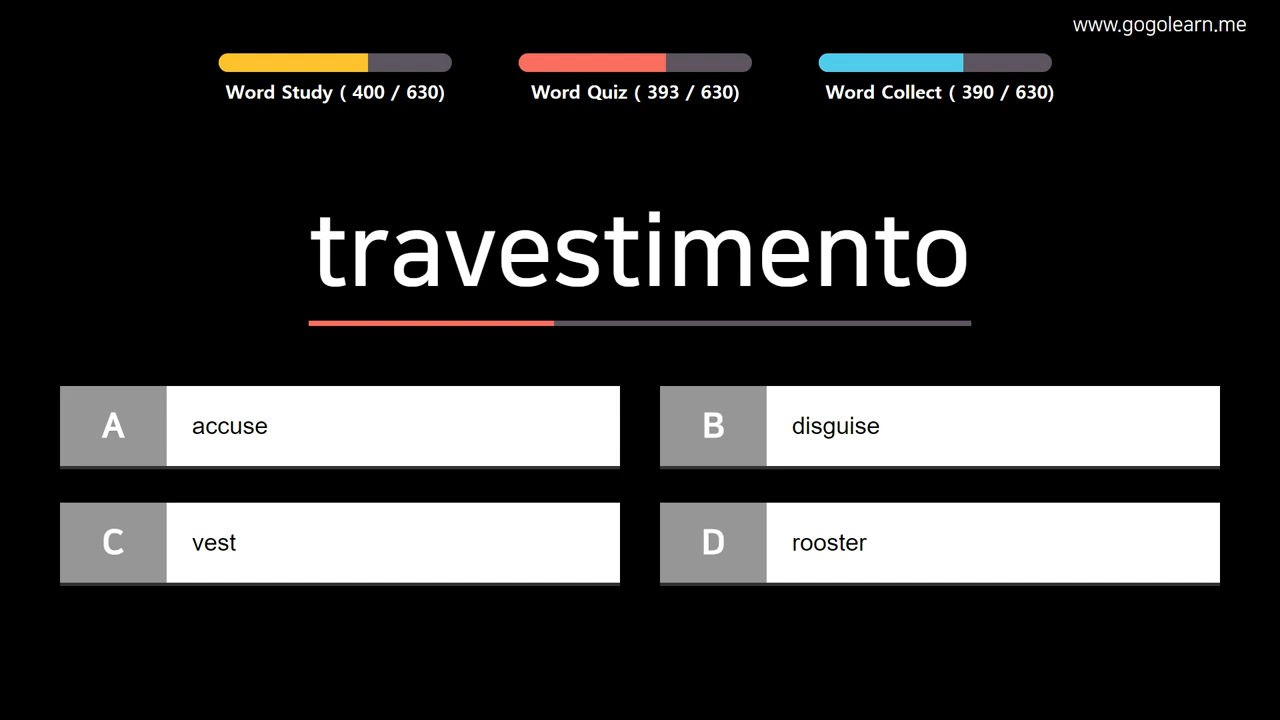 www.gogolearn.me
Word Study ( 400 / 630)
Word Quiz ( 393 / 630)
Word Collect ( 390 / 630)
travestimento
A accuse
B disguise
C vest
D rooster